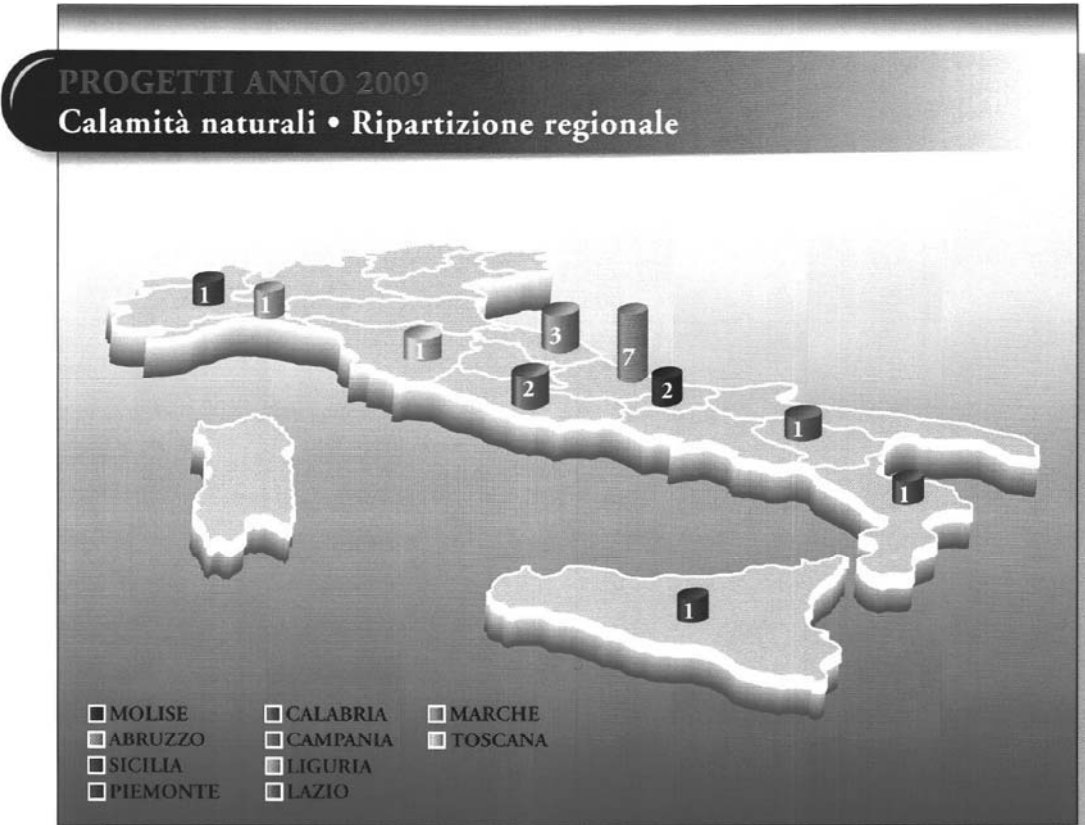 PROGETTI ANNO 2009
Calamità naturali • Ripartizione regionale
1
1
1
3
7
2
2
1
1
1
MOLISE
ABRUZZO
SICILIA
PIEMONTE
CALABRIA
CAMPANIA
LIGURIA
LAZIO
MARCHE
TOSCANA